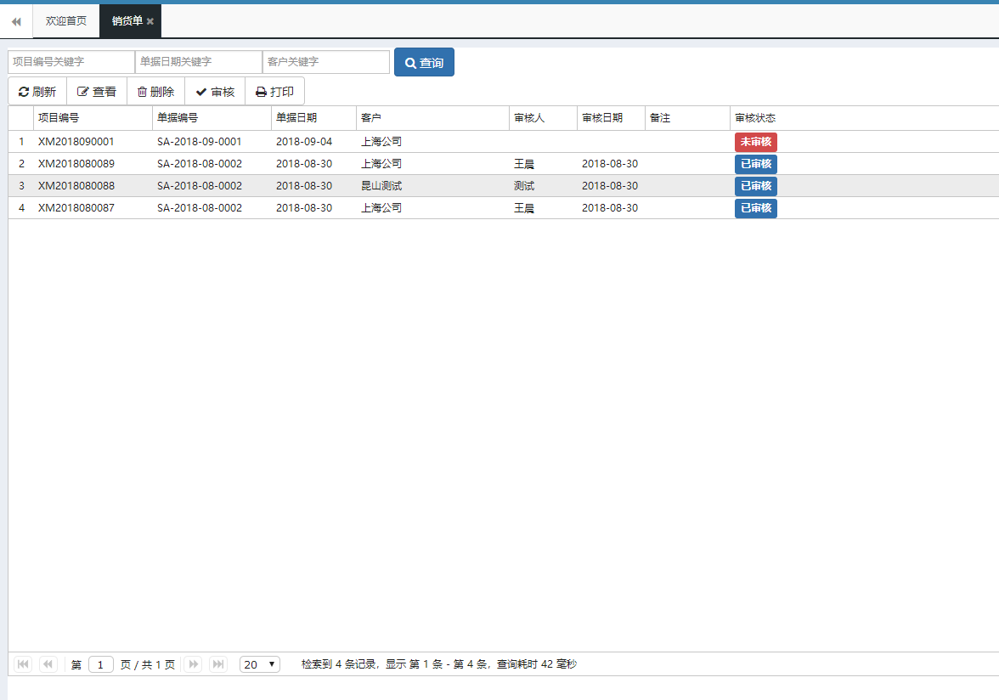 欢迎首页 销货单
项目编号关键字 单据日期关键字 客户关键字 查询
刷新 查看 删除 审核 打印
项目编号 单据编号 单据日期 客户 审核人 审核日期 备注 审核状态
1 XM2018090001 SA-2018-09-0001 2018-09-04 上海公司 未审核
2 XM2018080089 SA-2018-08-0002 2018-08-30 上海公司 王晨 2018-08-30 已审核
3 XM2018080088 SA-2018-08-0002 2018-08-30 昆山测试 测试 2018-08-30 已审核
4 XM2018080087 SA-2018-08-0002 2018-08-30 上海公司 王晨 2018-08-30 已审核
第 1 页 / 共 1 页 20 检索到 4 条记录，显示 第 1 条 - 第 4 条，查询耗时 42 毫秒